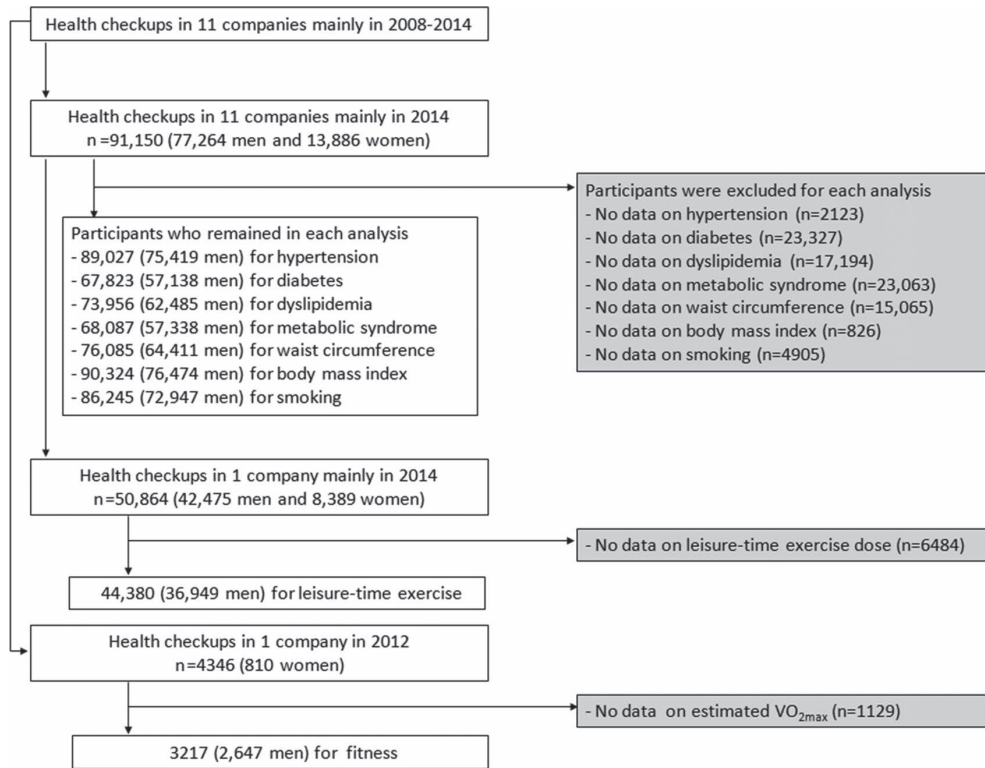 Health checkups in 11 companies mainly in 2008-2014
Health checkups in 11 companies mainly in 2014
n =91,150 (77,264 men and 13,886 women)
Participants were excluded for each analysis
- No data on hypertension (n=2123)
- No data on diabetes (n=23,327)
- No data on dyslipidemia (n=17,194)
- No data on metabolic syndrome (n=23,063)
- No data on waist circumference (n=15,065)
- No data on body mass index (n=826)
- No data on smoking (n=4905)
Participants who remained in each analysis
- 89,027 (75,419 men) for hypertension
- 67,823 (57,138 men) for diabetes
- 73,956 (62,485 men) for dyslipidemia
- 68,087 (57,338 men) for metabolic syndrome
- 76,085 (64,411 men) for waist circumference
- 90,324 (76,474 men) for body mass index
- 86,245 (72,947 men) for smoking
Health checkups in 1 company mainly in 2014
n=50,864 (42,475 men and 8,389 women)
- No data on leisure-time exercise dose (n=6484)
44,380 (36,949 men) for leisure-time exercise
Health checkups in 1 company in 2012
n=4346 (810 women)
- No data on estimated VO2max (n=1129)
3217 (2,647 men) for fitness